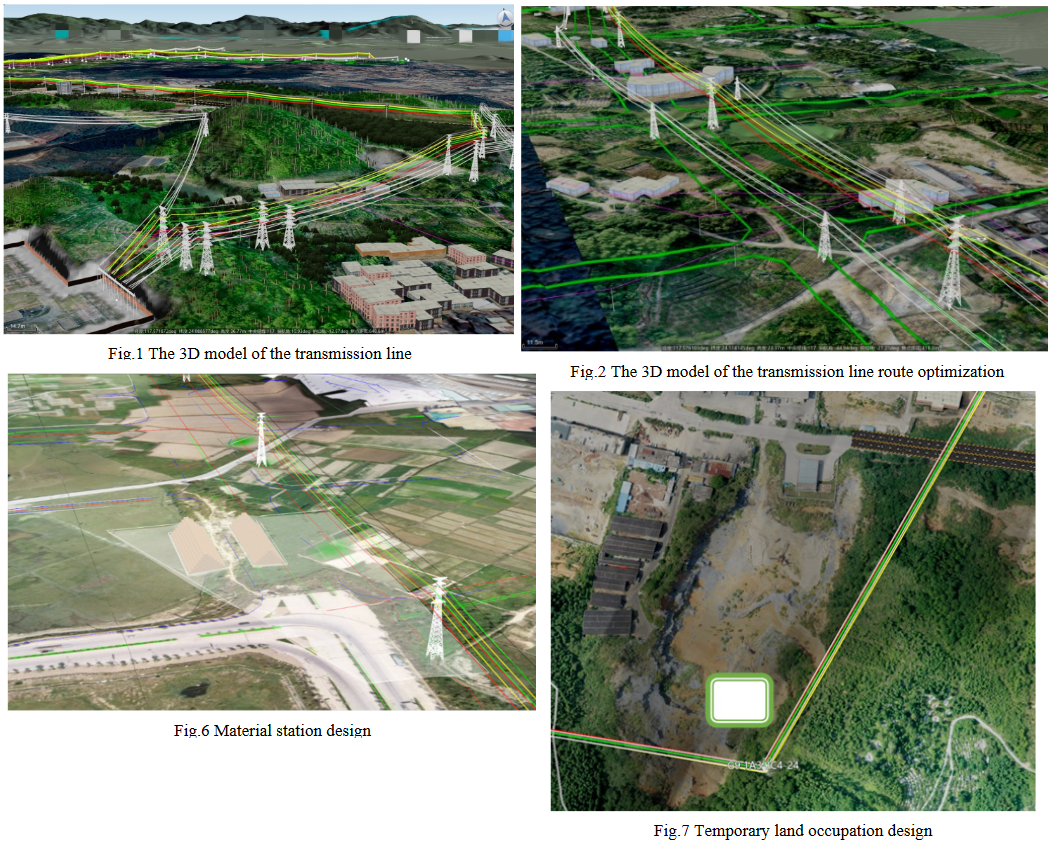 Fig.1 The 3D model of the transmission line
Fig.2 The 3D model of the transmission line route optimization
Fig.6 Material station design
Fig.7 Temporary land occupation design